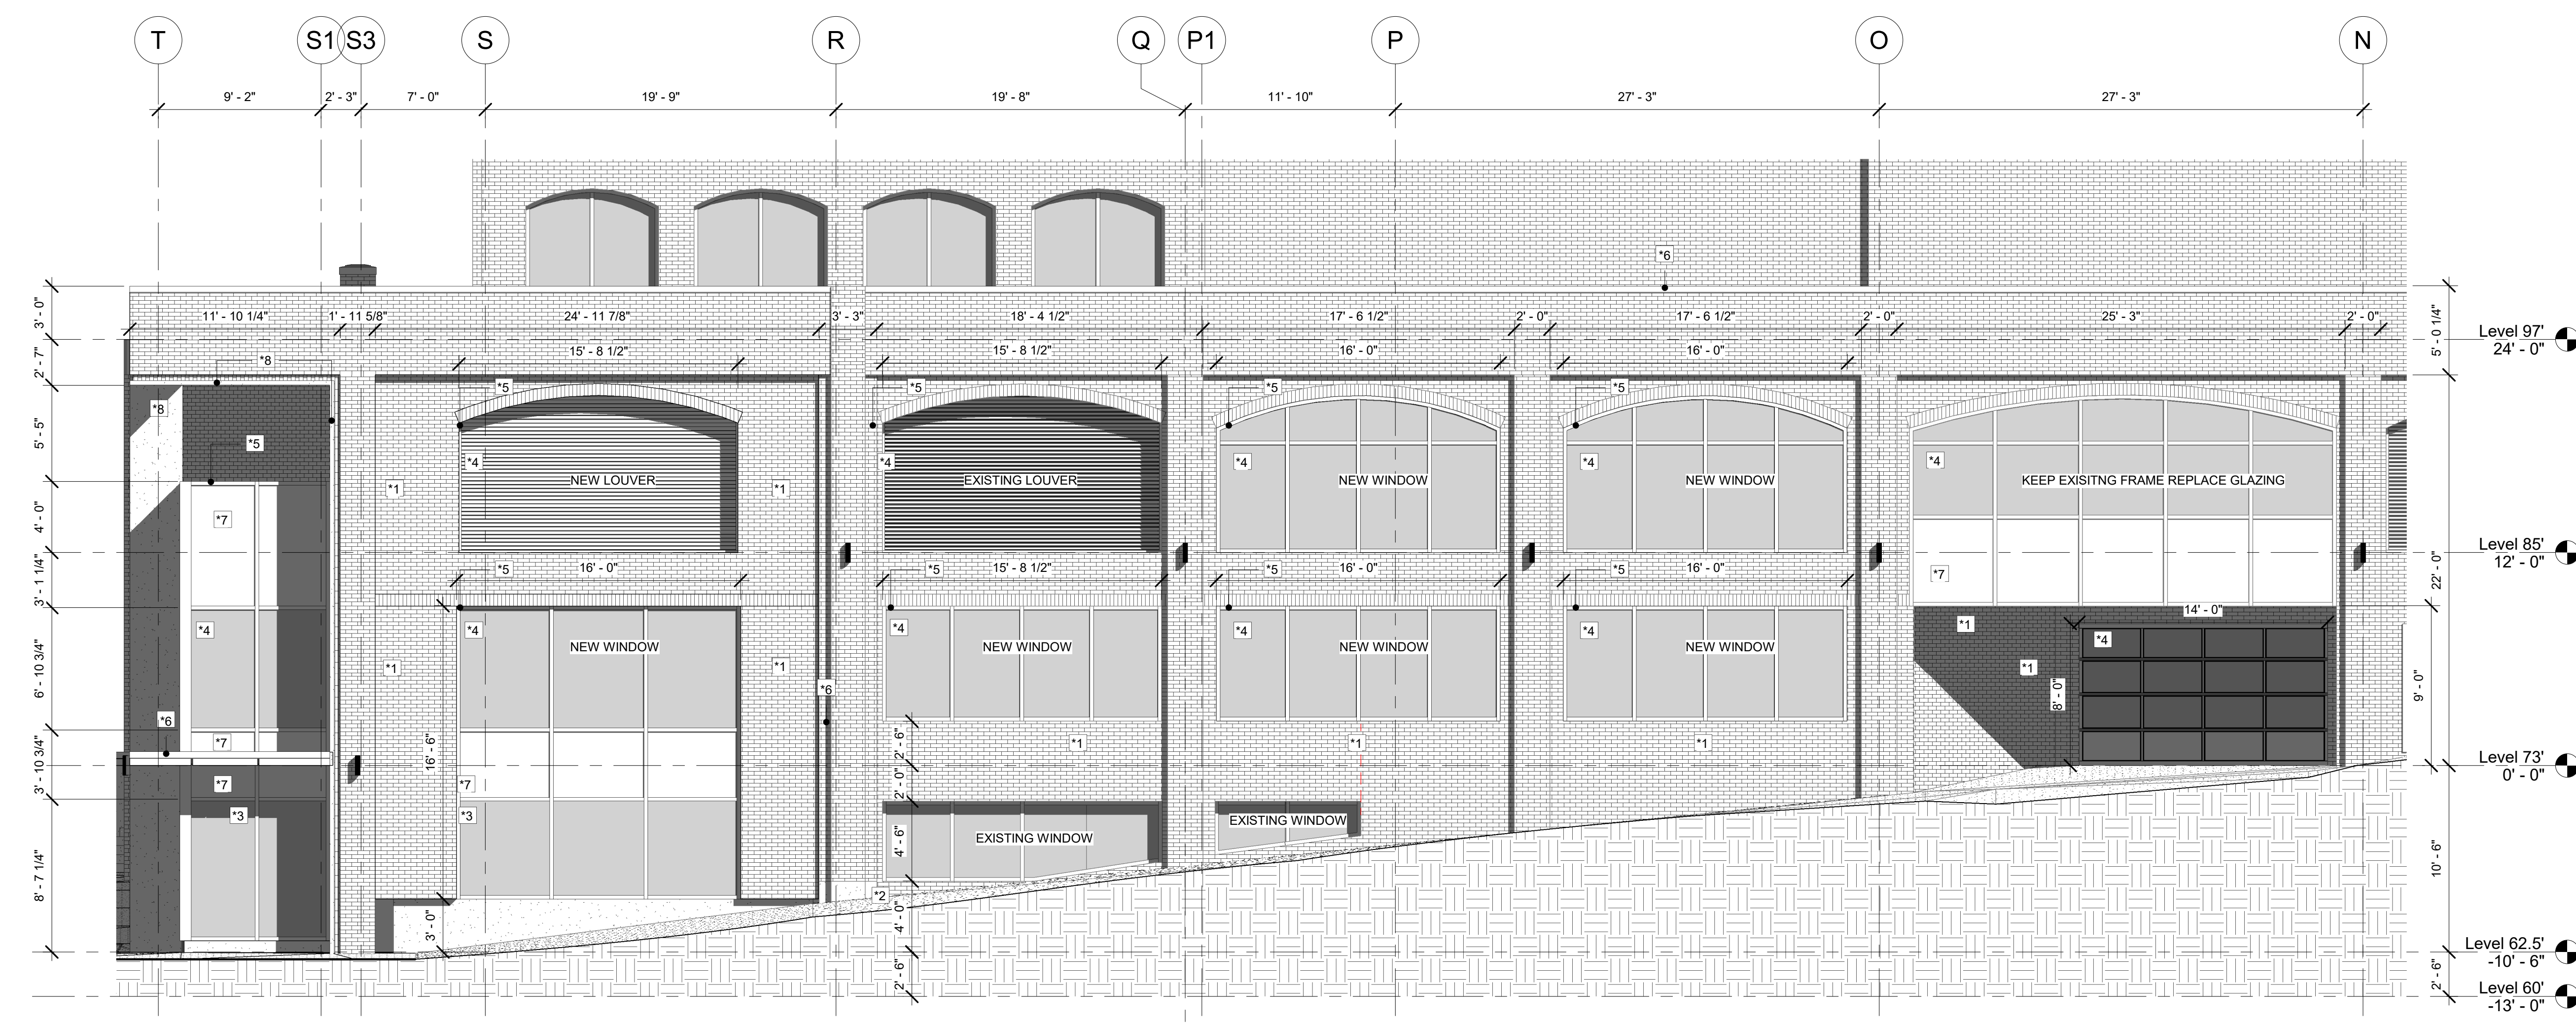 T S1 S3 S R Q P1 P O N
9' - 2" 2' - 3" 7' - 0" 19' - 9" 19' - 8" 11' - 10" 27' - 3" 27' - 3"
*6
3' - 0"
11' - 10 1/4" 1' - 11 5/8" 24' - 11 7/8" 3' - 3" 18' - 4 1/2" 17' - 6 1/2" 2' - 0" 17' - 6 1/2" 2' - 0" 25' - 3" 2' - 0"
5' - 0 1/4"
Level 97'
24' - 0"
2' - 7"
15' - 8 1/2" 15' - 8 1/2" 16' - 0" 16' - 0"
*8 *5 *5 *5 *5
*8
5' - 5"
*5
*4 *4 *4 *4 *4
NEW LOUVER EXISTING LOUVER NEW WINDOW NEW WINDOW KEEP EXISITNG FRAME REPLACE GLAZING
*1 *1
4' - 0"
*7
Level 85'
12' - 0"
3' - 1 1/4"
*5 16' - 0" *5 15' - 8 1/2" *5 16' - 0" *5 16' - 0"
*7
22' - 0"
14' - 0"
*4 *4 *4 *4 *4 *1 *4
NEW WINDOW NEW WINDOW NEW WINDOW NEW WINDOW
6' - 10 3/4"
*1 *1 *1
*6
8' - 0"
9' - 0"
*6
*7 *1 *1 *1
16' - 6"
2' - 6"
Level 73'
0' - 0"
3' - 10 3/4"
*7 *7
2' - 0"
*3 *3
EXISTING WINDOW
EXISTING WINDOW
4' - 6"
8' - 7 1/4"
10' - 6"
*2
3' - 0"
4' - 0"
Level 62.5'
-10' - 6"
2' - 6"
2' - 6"
Level 60'
-13' - 0"